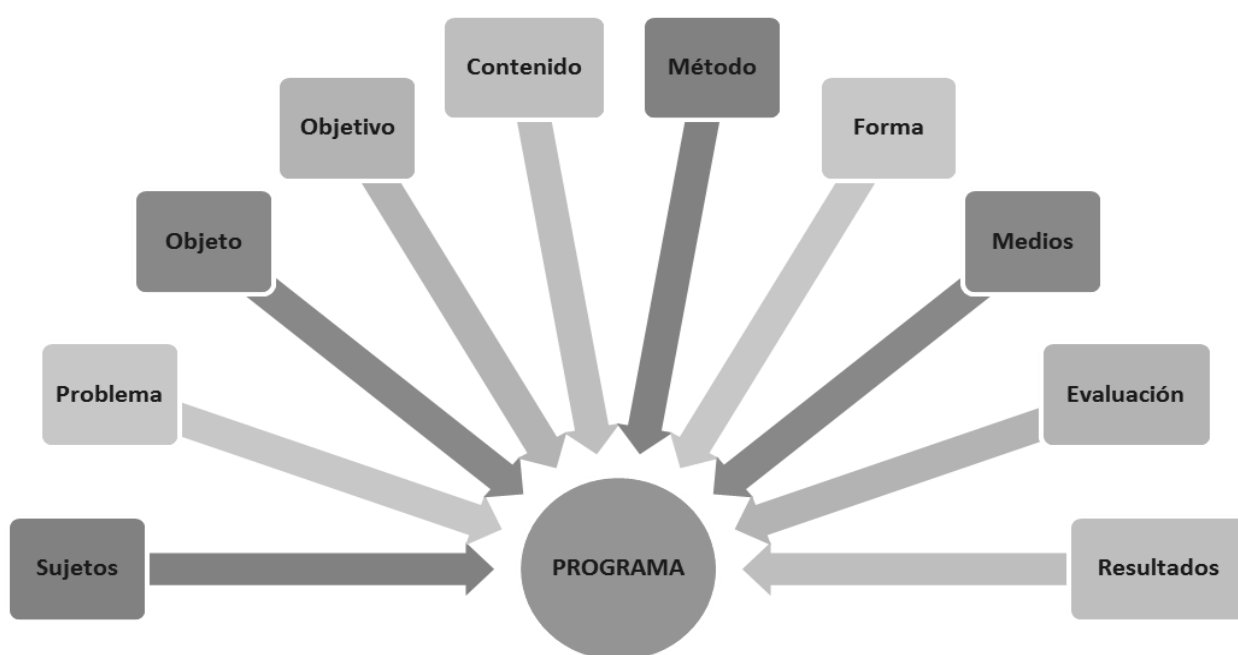 Contenido
Método
Objetivo
Forma
Objeto
Medios
Problema
Evaluación
Sujetos
PROGRAMA
Resultados